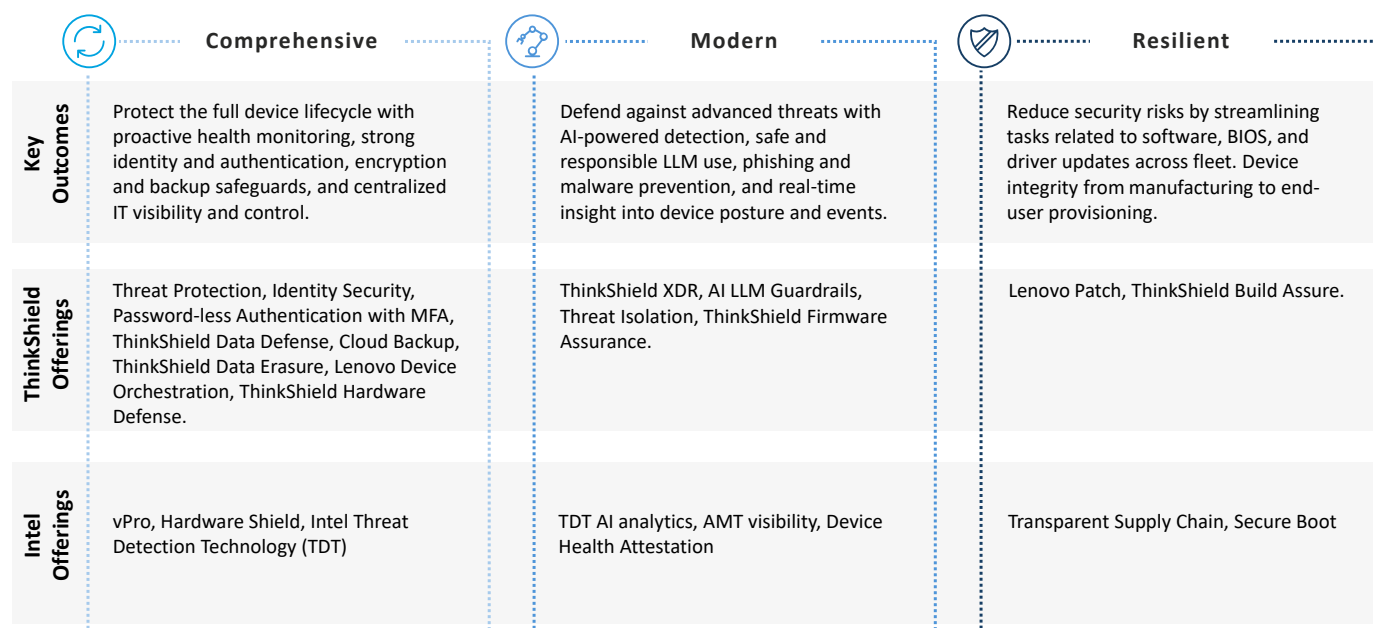 Comprehensive
Modern
Resilient
Key
Outcomes
Protect the full device lifecycle with
proactive health monitoring, strong
identity and authentication, encryption
and backup safeguards, and centralized
IT visibility and control.
Defend against advanced threats with
AI-powered detection, safe and
responsible LLM use, phishing and
malware prevention, and real-time
insight into device posture and events.
Reduce security risks by streamlining
tasks related to software, BIOS, and
driver updates across fleet. Device
integrity from manufacturing to end-
user provisioning.
ThinkShield
Offerings
Threat Protection, Identity Security,
Password-less Authentication with MFA,
ThinkShield Data Defense, Cloud Backup,
ThinkShield Data Erasure, Lenovo Device
Orchestration, ThinkShield Hardware
Defense.
ThinkShield XDR, AI LLM Guardrails,
Threat Isolation, ThinkShield Firmware
Assurance.
Lenovo Patch, ThinkShield Build Assure.
Intel
Offerings
vPro, Hardware Shield, Intel Threat
Detection Technology (TDT)
TDT AI analytics, AMT visibility, Device
Health Attestation
Transparent Supply Chain, Secure Boot